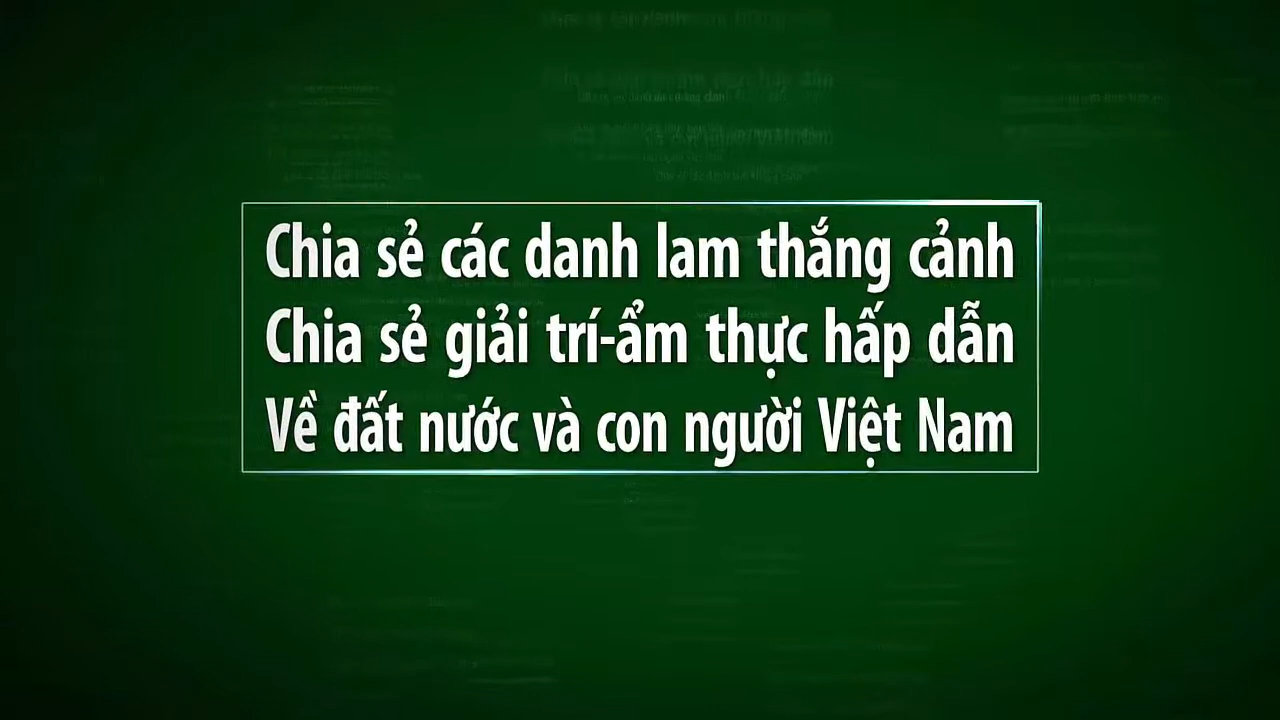 Chia sẻ các danh lam thắng cảnh
Chia sẻ giải trí-ẩm thực hấp dẫn
Về đất nước và con người Việt Nam